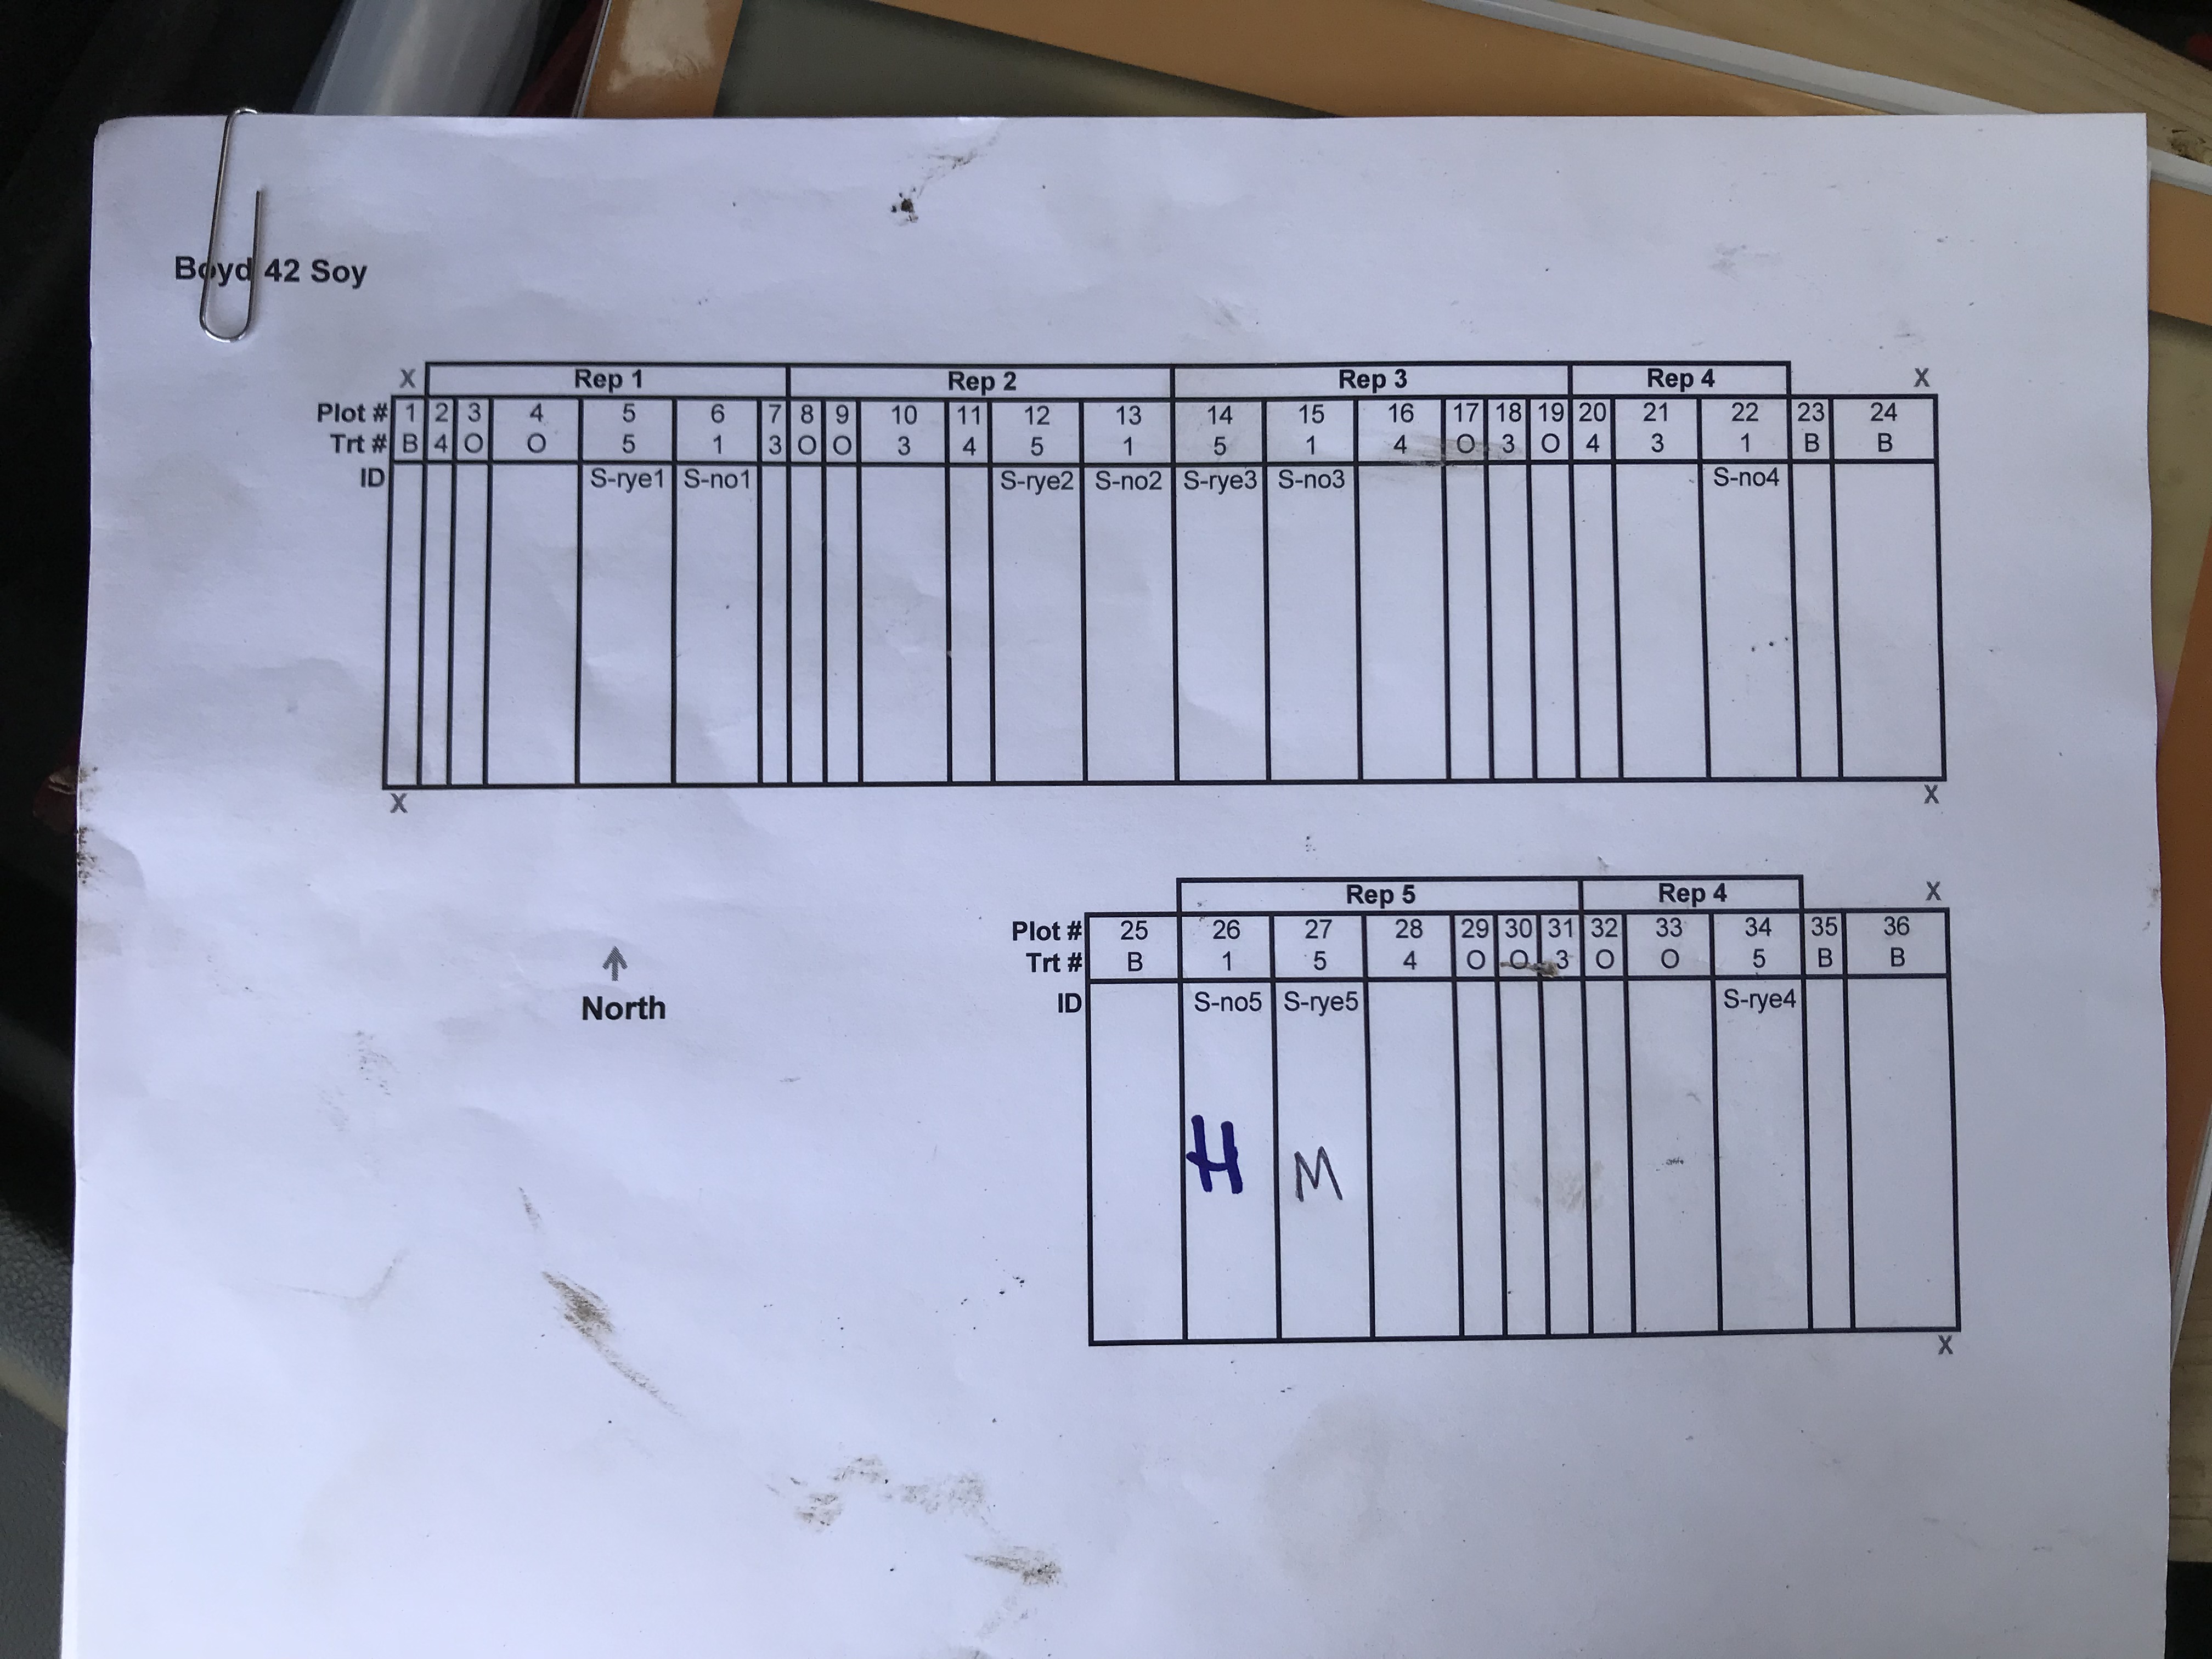 Boyd 42 Soy
X Rep 1 Rep 2 Rep 3 Rep 4 X
Plot # 1 2 3 4 5 6 7 8 9 10 11 12 13 14 15 16 17 18 19 20 21 22 23 24
Trt # B 4 O O 5 1 3 O O 3 4 5 1 5 1 4 O 3 O 4 3 1 B B
ID S-rye1 S-no1 S-rye2 S-no2 S-rye3 S-no3 S-no4
X X
Rep 5 Rep 4 X
Plot # 25 26 27 28 29 30 31 32 33 34 35 36
Trt # B 1 5 4 O O 3 O O 5 B B
ID S-no5 S-rye5 S-rye4
North
H M
X